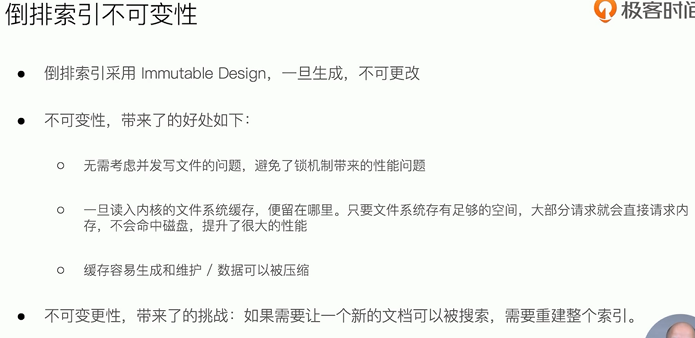 倒排索引不可变性
极客时间
倒排索引采用 Immutable Design，一旦生成，不可更改
不可变性，带来了的好处如下：
无需考虑并发写文件的问题，避免了锁机制带来的性能问题
一旦读入内核的文件系统缓存，便留在哪里。只要文件系统存有足够的空间，大部分请求就会直接请求内
存，不会命中磁盘，提升了很大的性能
缓存容易生成和维护 / 数据可以被压缩
不可变更性，带来了的挑战：如果需要让一个新的文档可以被搜索，需要重建整个索引。